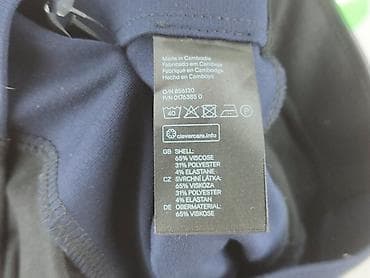 Made in Cambodia
Fabricado em Camboja
Fabriqué en Cambodge
Hecho en Camboya
O/N 856130
P/N 0176385 0
40
P
clevercare.info
GB SHELL:
65% VISCOSE
31% POLYESTER
4% ELASTANE
CZ SVRCHNÍ LÁTKA:
65% VISKÓZA
31% POLYESTER
4% ELASTAN
DE OBERMATERIAL:
65% VISKOSE